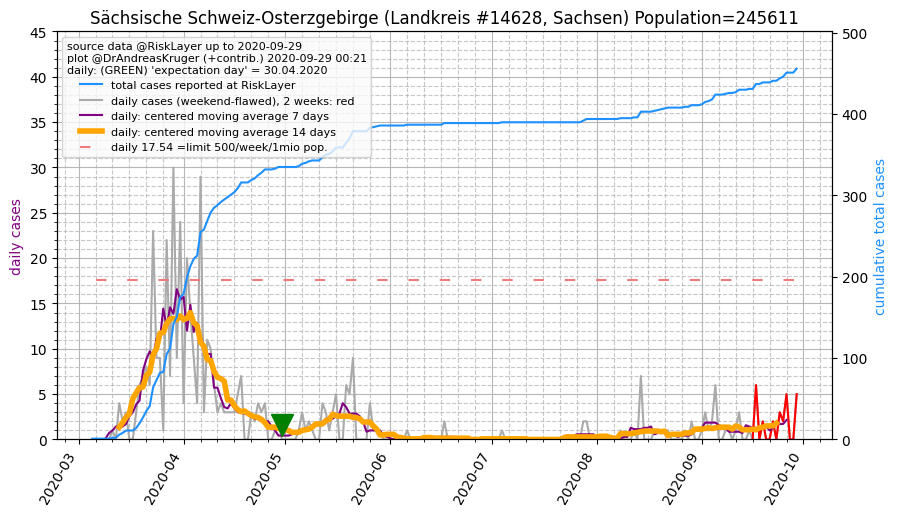 Sächsische Schweiz-Osterzgebirge (Landkreis #14628, Sachsen) Population=245611
source data @RiskLayer up to 2020-09-29
plot @DrAndreasKruger (+contrib.) 2020-09-29 00:21
daily: (GREEN) 'expectation day' = 30.04.2020
total cases reported at RiskLayer
daily cases (weekend-flawed), 2 weeks: red
daily: centered moving average 7 days
daily: centered moving average 14 days
daily 17.54 =limit 500/week/1mio pop.
daily cases
45
40
35
30
25
20
15
10
5
0
500
400
300
200
100
0
cumulative total cases
2020-03
2020-04
2020-05
2020-06
2020-07
2020-08
2020-09
2020-10